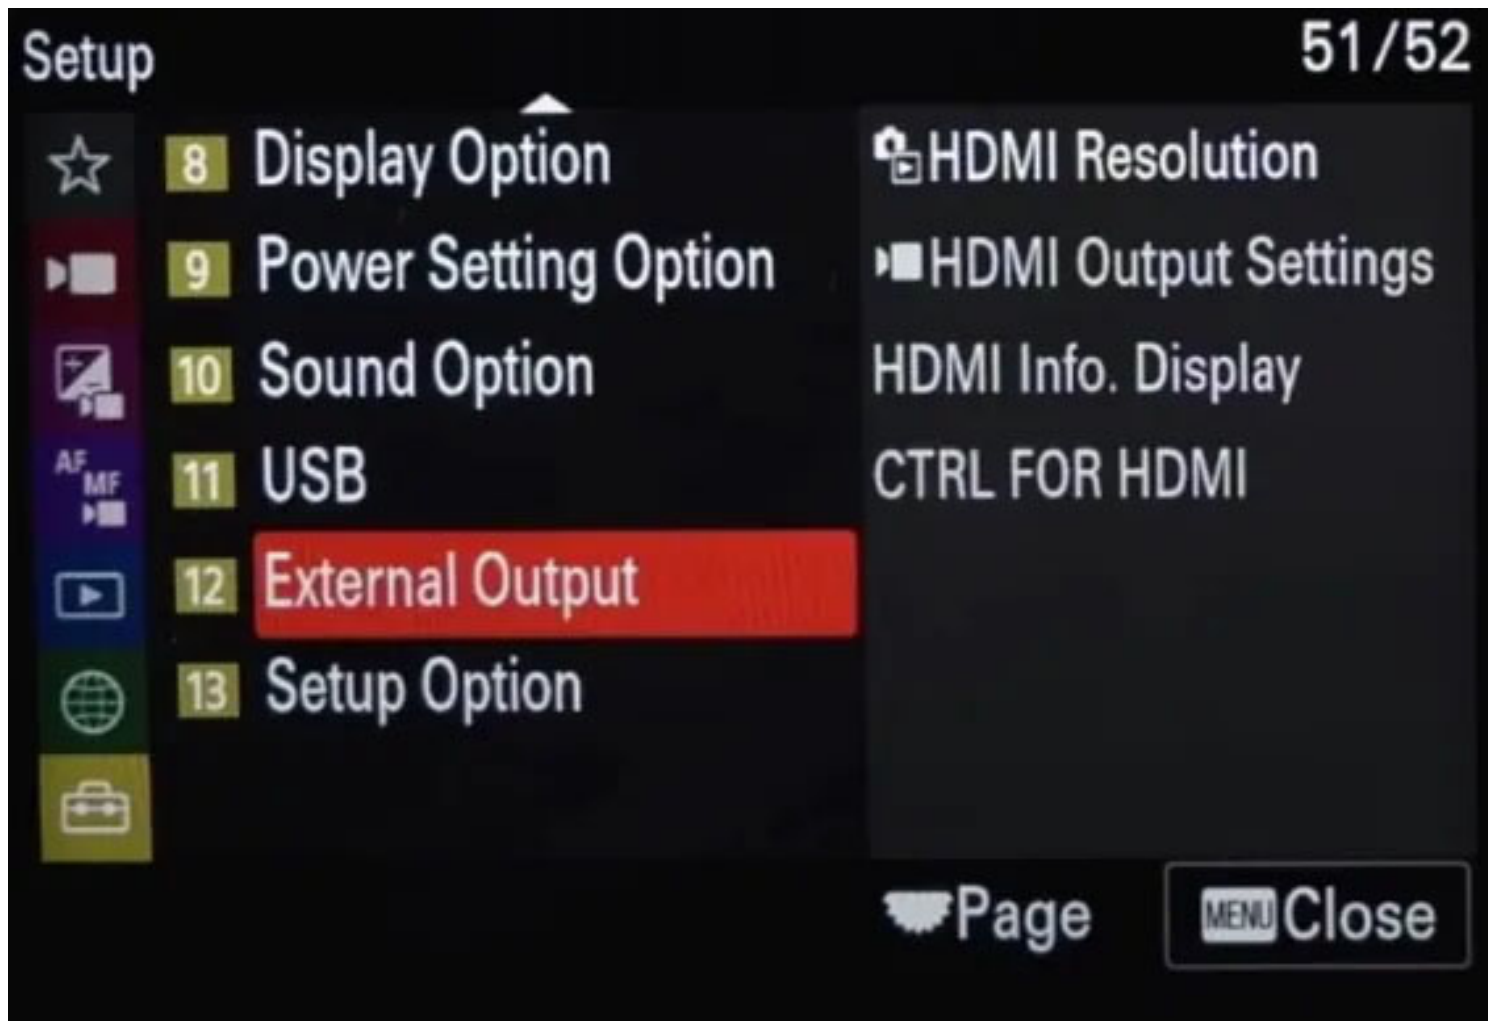 Setup 51/52
8 Display Option
9 Power Setting Option
10 Sound Option
11 USB
12 External Output
13 Setup Option
AF
MF
HDMI Resolution
HDMI Output Settings
HDMI Info. Display
CTRL FOR HDMI
Page
MENU Close